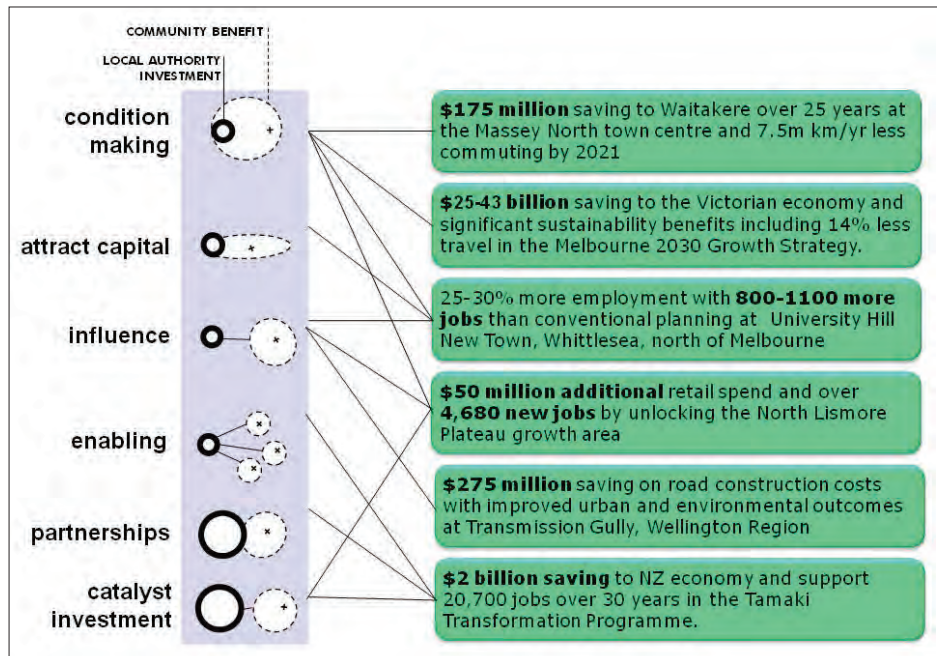 COMMUNITY BENEFIT
LOCAL AUTHORITY
INVESTMENT
condition
making
attract capital
influence
enabling
partnerships
catalyst
investment
$175 million saving to Waitakere over 25 years at
the Massey North town centre and 7.5m km/yr less
commuting by 2021
$25-43 billion saving to the Victorian economy and
significant sustainability benefits including 14% less
travel in the Melbourne 2030 Growth Strategy.
25-30% more employment with 800-1100 more
jobs than conventional planning at University Hill
New Town, Whittlesea, north of Melbourne
$50 million additional retail spend and over
4,680 new jobs by unlocking the North Lismore
Plateau growth area
$275 million saving on road construction costs
with improved urban and environmental outcomes
at Transmission Gully, Wellington Region
$2 billion saving to NZ economy and support
20,700 jobs over 30 years in the Tamaki
Transformation Programme.